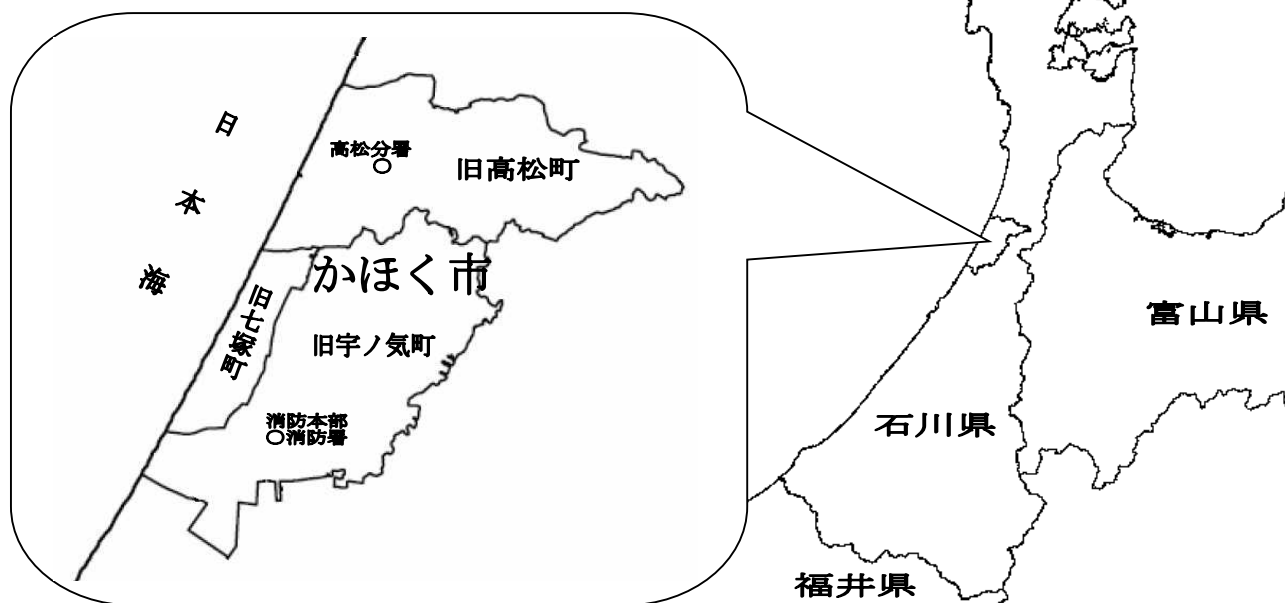 日本海
高松分署
旧高松町
かほく市
旧七塚町
旧宇ノ気町
消防本部
消防署
富山県
石川県
福井県